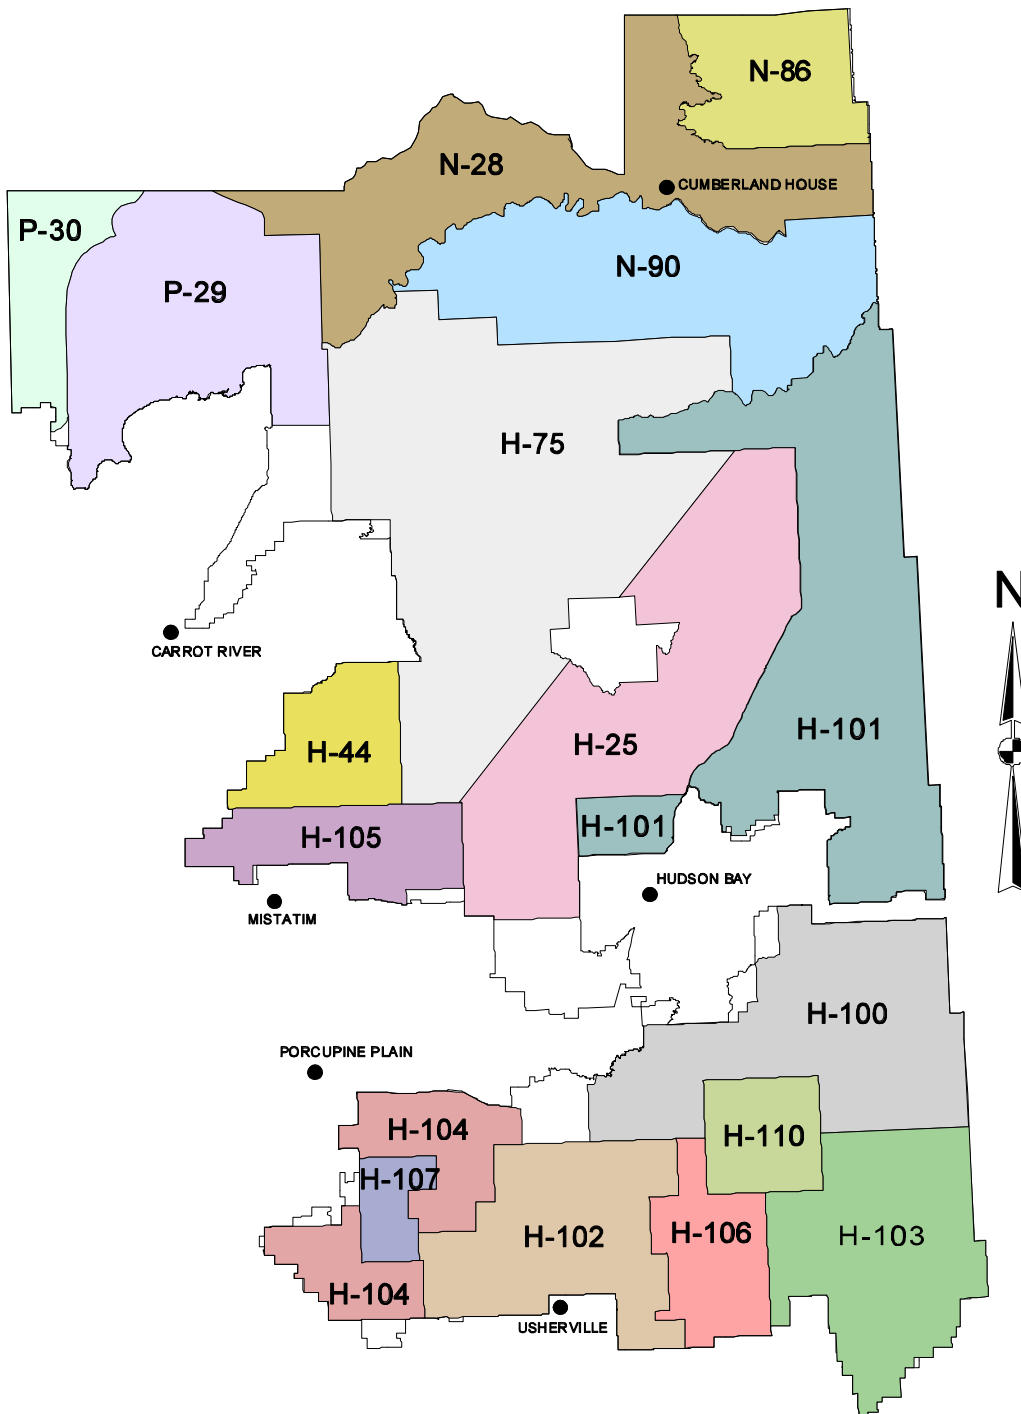 N-86
N-28
CUMBERLAND HOUSE
P-30
N-90
P-29
H-75
N
CARROT RIVER
H-101
H-25
H-44
H-101
H-105
HUDSON BAY
MISTATIM
H-100
PORCUPINE PLAIN
H-104
H-110
H-107
H-102
H-106
H-103
H-104
USHERVILLE